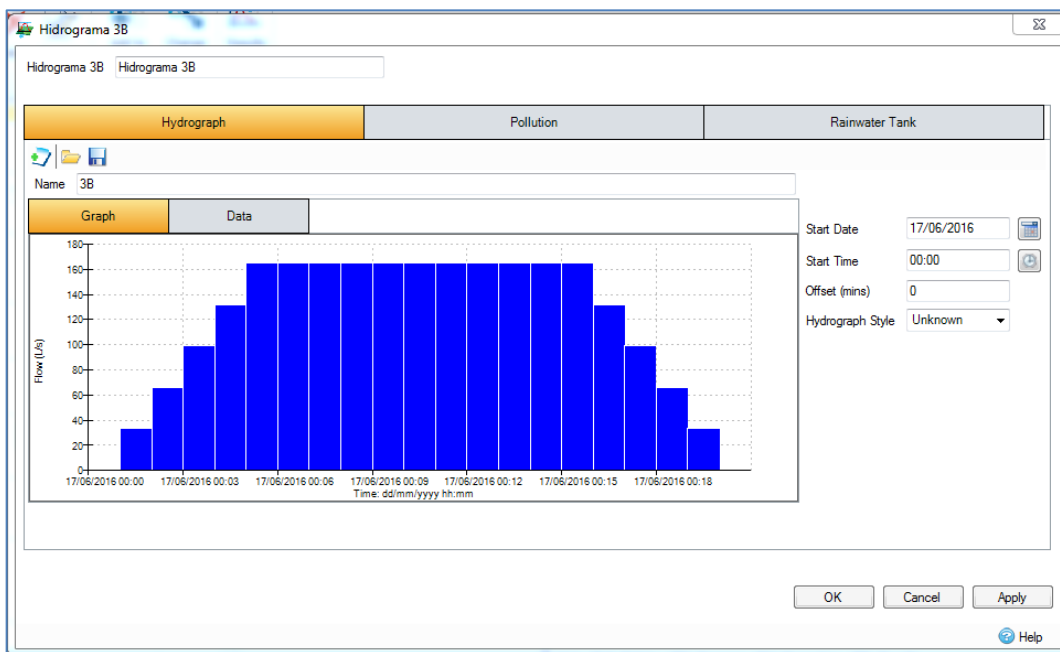 Hidrograma 3B
Hidrograma 3B Hidrograma 3B
Hydrograph Pollution Rainwater Tank
Name 3B
Graph Data
Start Date 17/06/2016
Start Time 00:00
Offset (mins) 0
Hydrograph Style Unknown
180
160
140
120
100
80
60
40
20
0
Flow (L/s)
17/06/2016 00:00 17/06/2016 00:03 17/06/2016 00:06 17/06/2016 00:09 17/06/2016 00:12 17/06/2016 00:15 17/06/2016 00:18
Time: dd/mm/yyyy hh:mm
OK Cancel Apply
Help